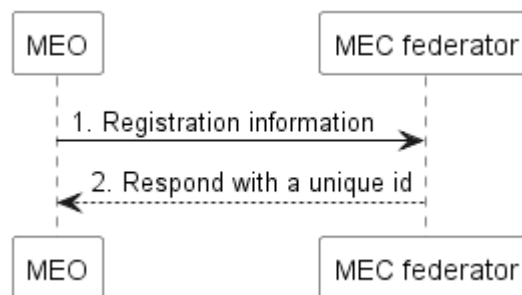 MEO
MEC federator
1. Registration information
2. Respond with a unique id
MEO
MEC federator